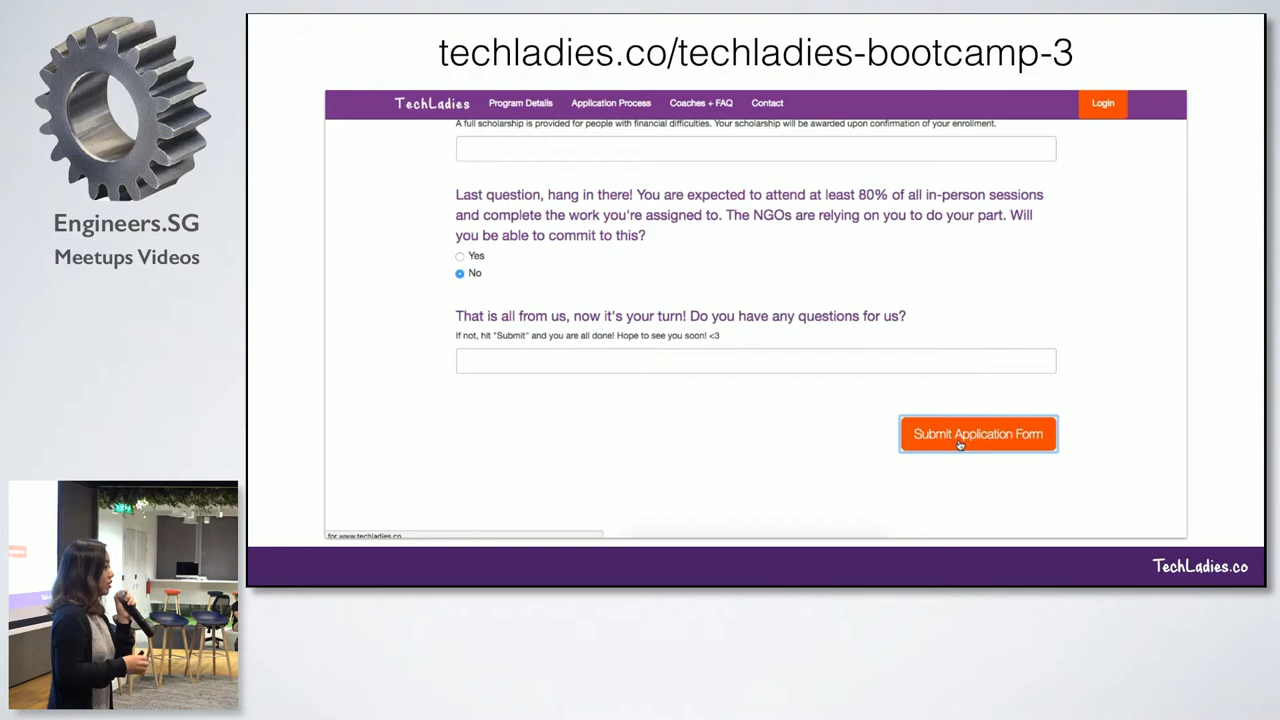 techladies.co/techladies-bootcamp-3
TechLadies Program Details Application Process Coaches + FAQ Contact Login
A full scholarship is provided for people with financial difficulties. Your scholarship will be awarded upon confirmation of your enrollment.
Engineers.SG
Meetups Videos
Last question, hang in there! You are expected to attend at least 80% of all in-person sessions
and complete the work you're assigned to. The NGOs are relying on you to do your part. Will
you be able to commit to this?
Yes
No
That is all from us, now it's your turn! Do you have any questions for us?
If not, hit "Submit" and you are all done! Hope to see you soon! <3
Submit Application Form
for www.techladies.co
TechLadies.co